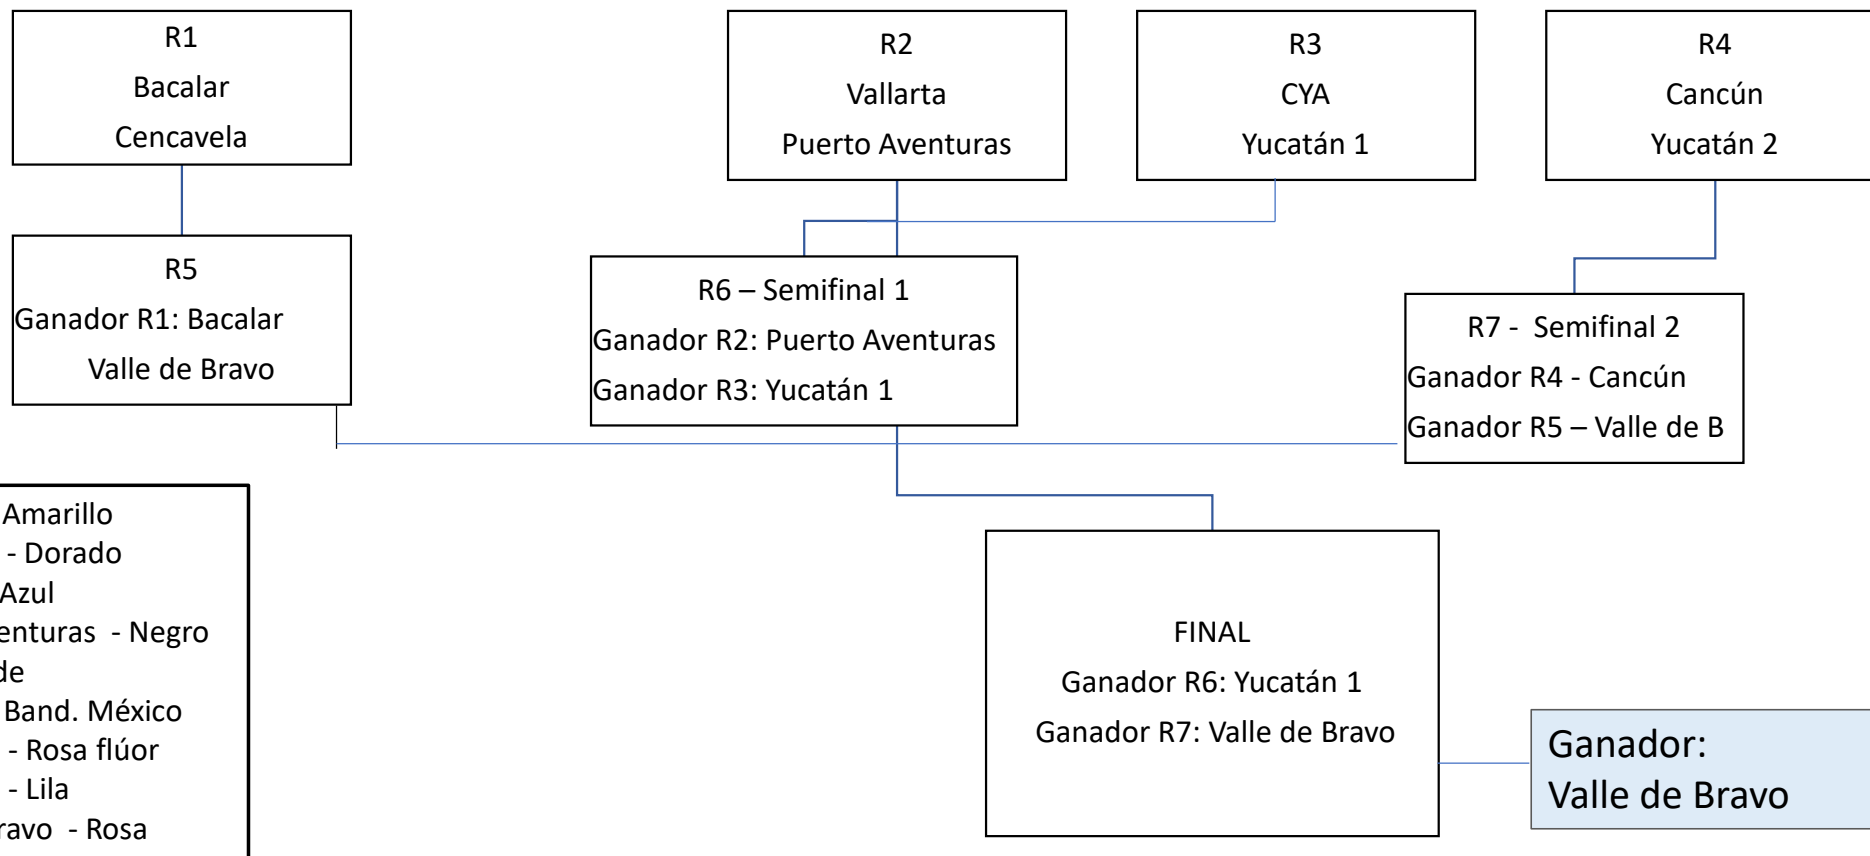 R1
Bacalar
Cencavela
R2
Vallarta
Puerto Aventuras
R3
CYA
Yucatán 1
R4
Cancún
Yucatán 2
R5
Ganador R1: Bacalar
Valle de Bravo
R6 – Semifinal 1
Ganador R2: Puerto Aventuras
Ganador R3: Yucatán 1
R7 - Semifinal 2
Ganador R4 - Cancún
Ganador R5 – Valle de B
Amarillo
- Dorado
Azul
enturas - Negro
de
Band. México
- Rosa flúor
- Lila
ravo - Rosa
FINAL
Ganador R6: Yucatán 1
Ganador R7: Valle de Bravo
Ganador:
Valle de Bravo